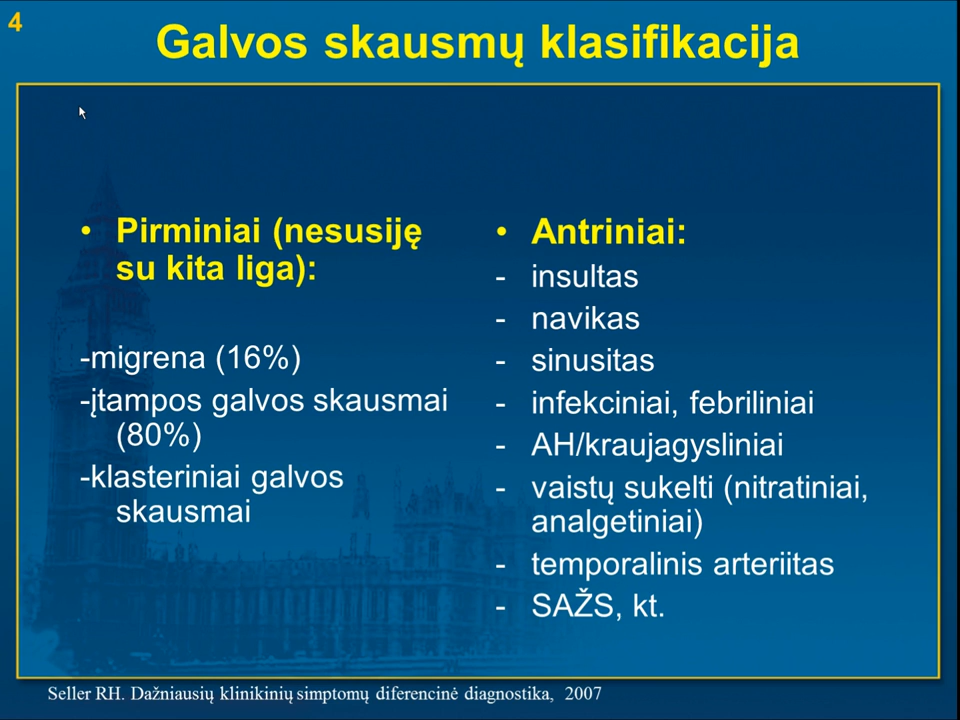 4
Galvos skausmų klasifikacija
• Pirminiai (nesusiję
su kita liga):
-migrena (16%)
-įtampos galvos skausmai
(80%)
-klasteriniai galvos
skausmai
• Antriniai:
- insultas
- navikas
- sinusitas
- infekciniai, febriliniai
- AH/kraujagysliniai
- vaistų sukelti (nitratiniai,
analgetiniai)
- temporalinis arteriitas
- SAŽS, kt.
Seller RH. Dažniausių klinikinių simptomų diferencinė diagnostika, 2007